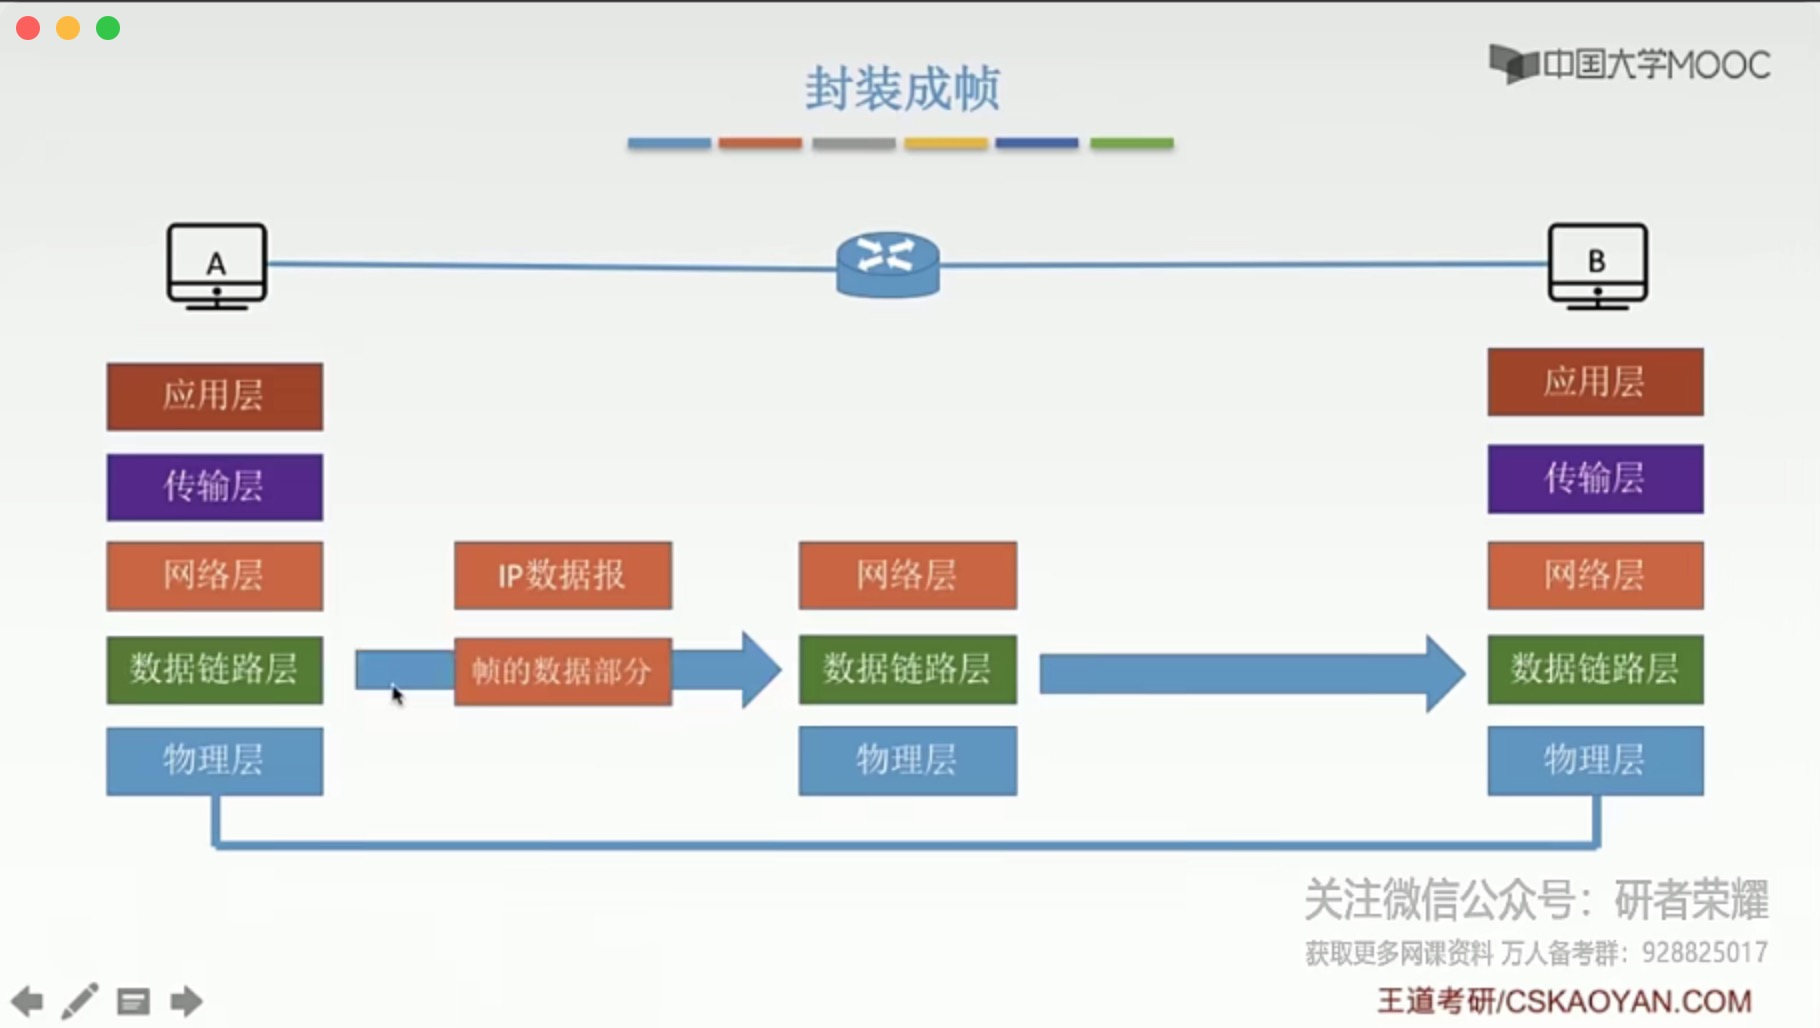 中国大学MOOC
封装成帧
A
B
应用层
应用层
传输层
传输层
网络层
IP数据报
网络层
网络层
数据链路层
帧的数据部分
数据链路层
数据链路层
物理层
物理层
物理层
关注微信公众号：研者荣耀
获取更多网课资料 万人备考群：928825017
王道考研/CSKAOYAN.COM